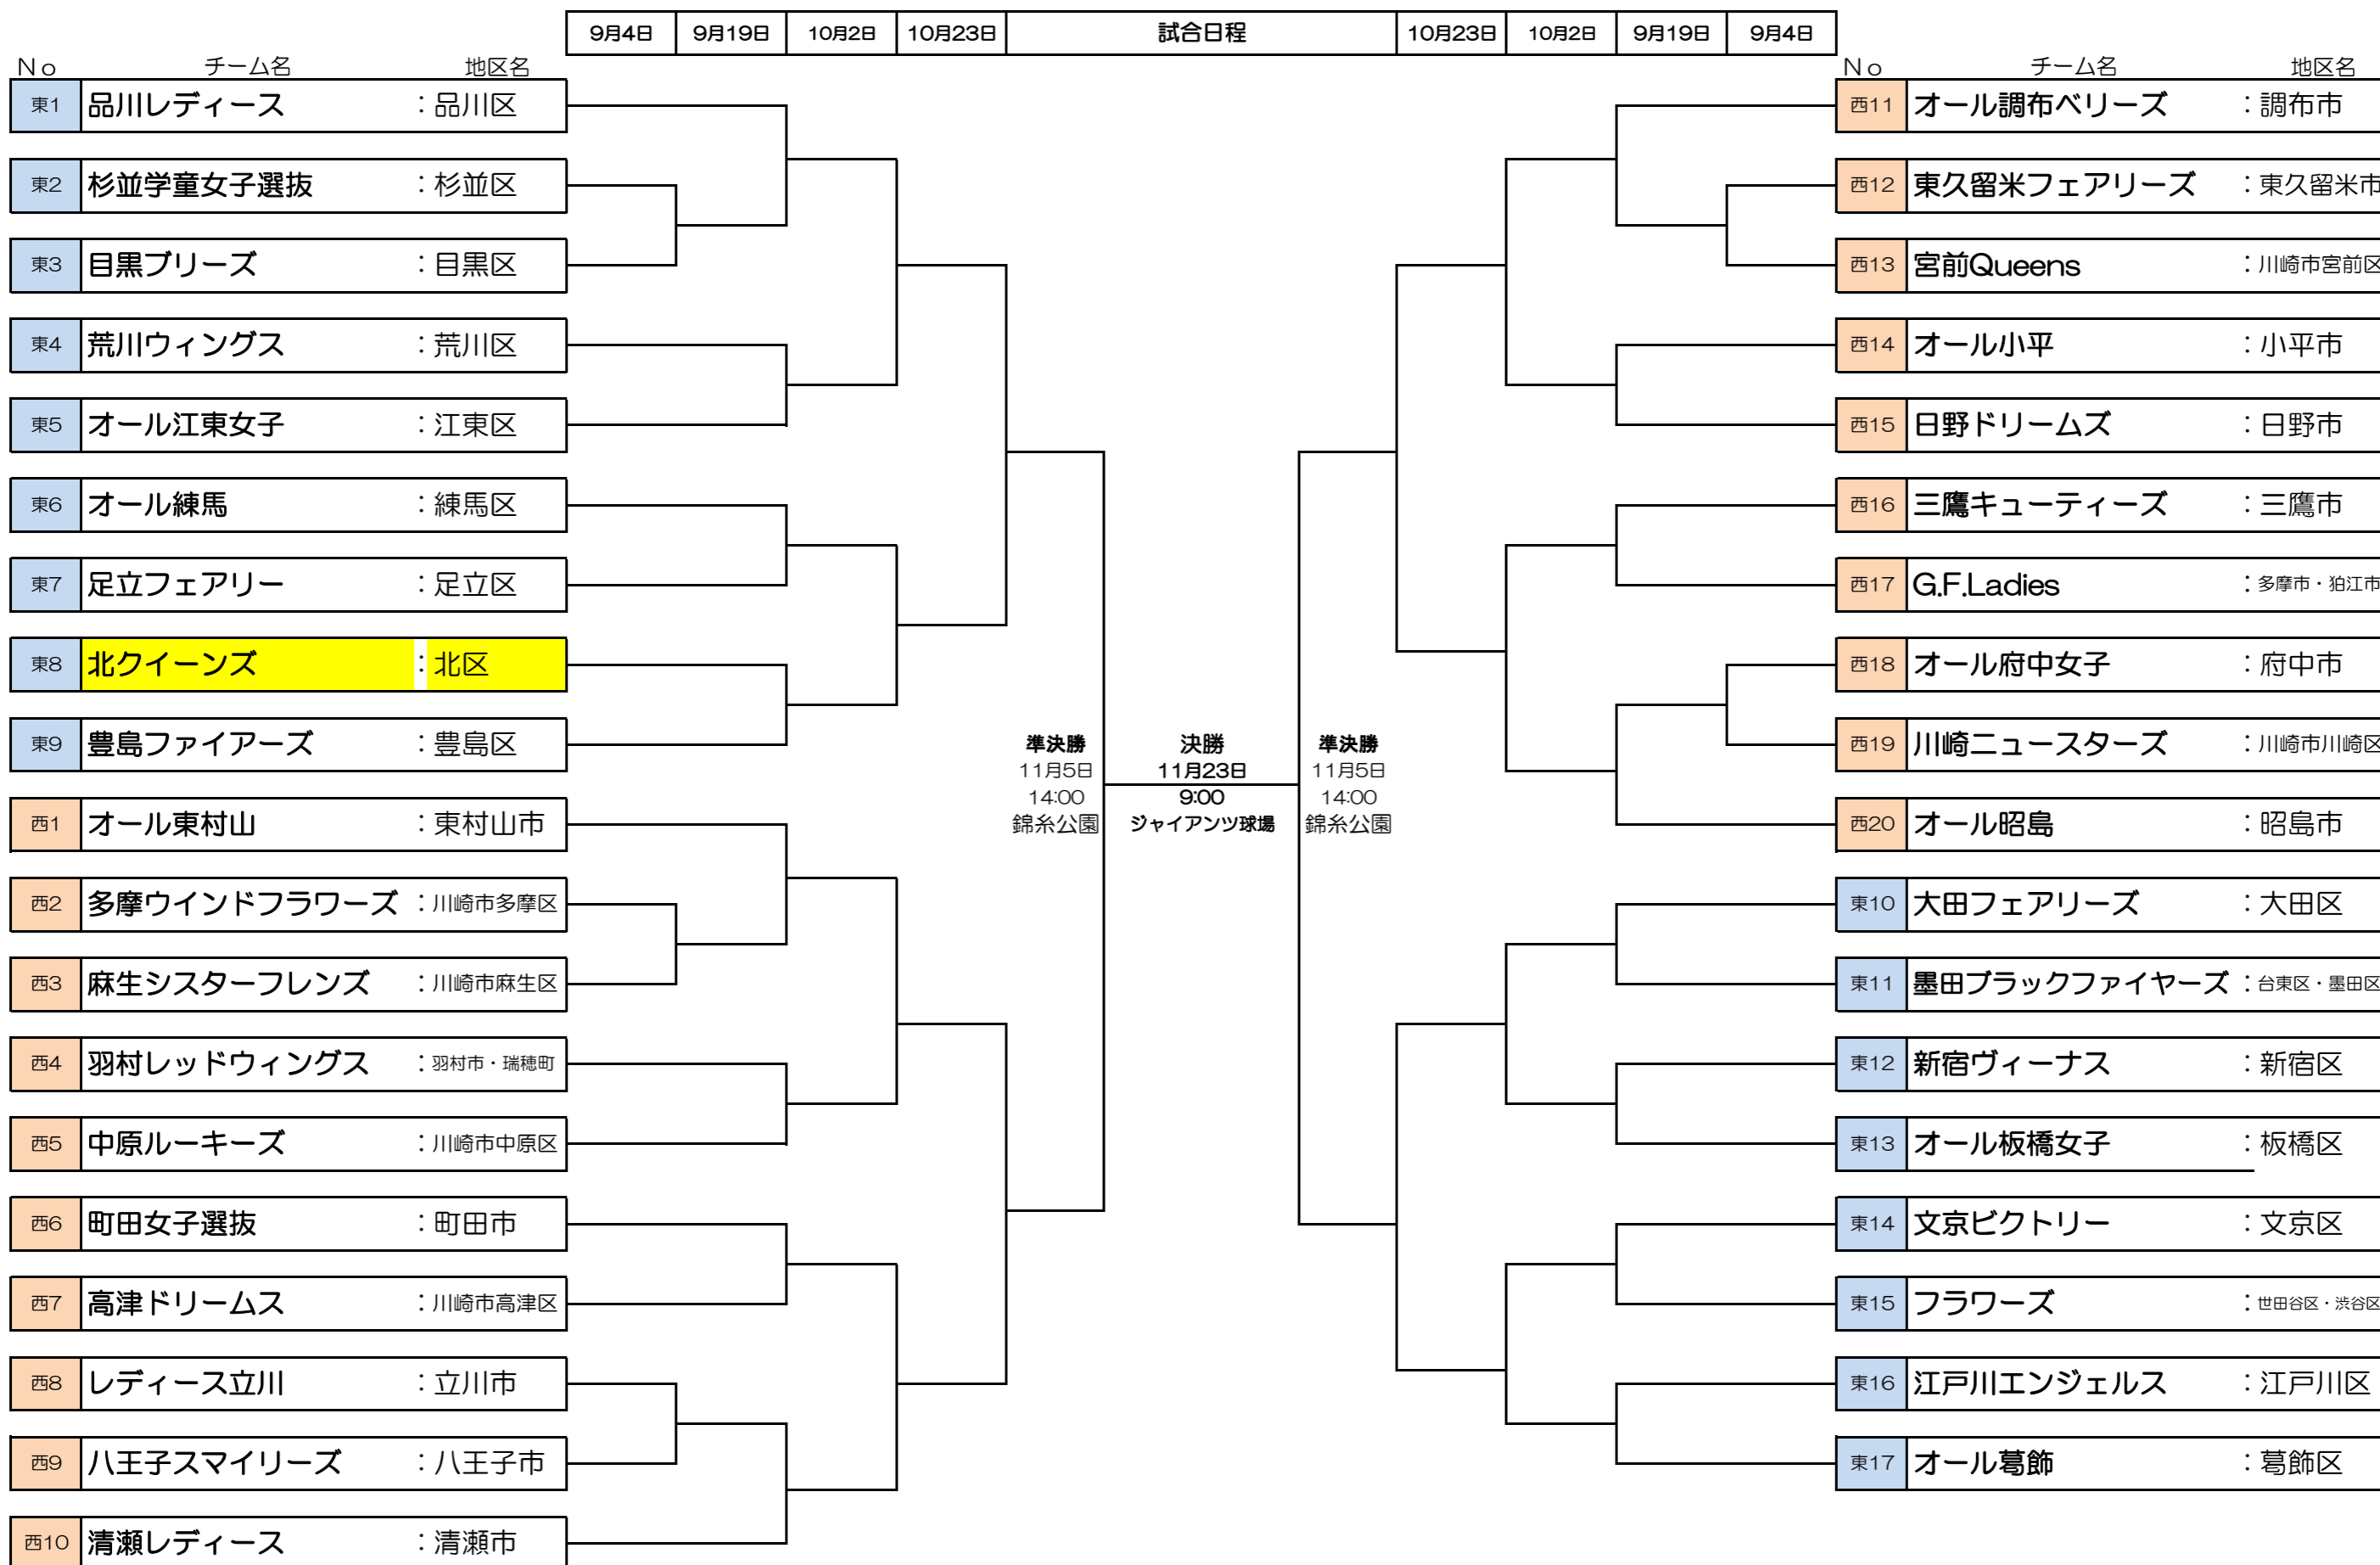 9月4日 9月19日 10月2日 10月23日 試合日程 10月23日 10月2日 9月19日 9月4日
No チーム名 地区名
東1 品川レディース :品川区
東2 杉並学童女子選抜 :杉並区
東3 目黒ブリーズ :目黒区
東4 荒川ウィングス :荒川区
東5 オール江東女子 :江東区
東6 オール練馬 :練馬区
東7 足立フェアリー :足立区
東8 北クイーンズ :北区
東9 豊島ファイアーズ :豊島区
西1 オール東村山 :東村山市
西2 多摩ウインドフラワーズ :川崎市多摩区
西3 麻生シスターフレンズ :川崎市麻生区
西4 羽村レッドウィングス :羽村市・瑞穂町
西5 中原ルーキーズ :川崎市中原区
西6 町田女子選抜 :町田市
西7 高津ドリームス :川崎市高津区
西8 レディース立川 :立川市
西9 八王子スマイリーズ :八王子市
西10 清瀬レディース :清瀬市
準決勝
11月5日
14:00
錦糸公園
決勝
11月23日
9:00
ジャイアンツ球場
準決勝
11月5日
14:00
錦糸公園
No チーム名 地区名
西11 オール調布ベリーズ :調布市
西12 東久留米フェアリーズ :東久留米市
西13 宮前Queens :川崎市宮前区
西14 オール小平 :小平市
西15 日野ドリームズ :日野市
西16 三鷹キューティーズ :三鷹市
西17 G.F.Ladies :多摩市・狛江市
西18 オール府中女子 :府中市
西19 川崎ニュースターズ :川崎市川崎区
西20 オール昭島 :昭島市
東10 大田フェアリーズ :大田区
東11 墨田ブラックファイヤーズ :台東区・墨田区
東12 新宿ヴィーナス :新宿区
東13 オール板橋女子 :板橋区
東14 文京ビクトリー :文京区
東15 フラワーズ :世田谷区・渋谷区
東16 江戸川エンジェルス :江戸川区
東17 オール葛飾 :葛飾区